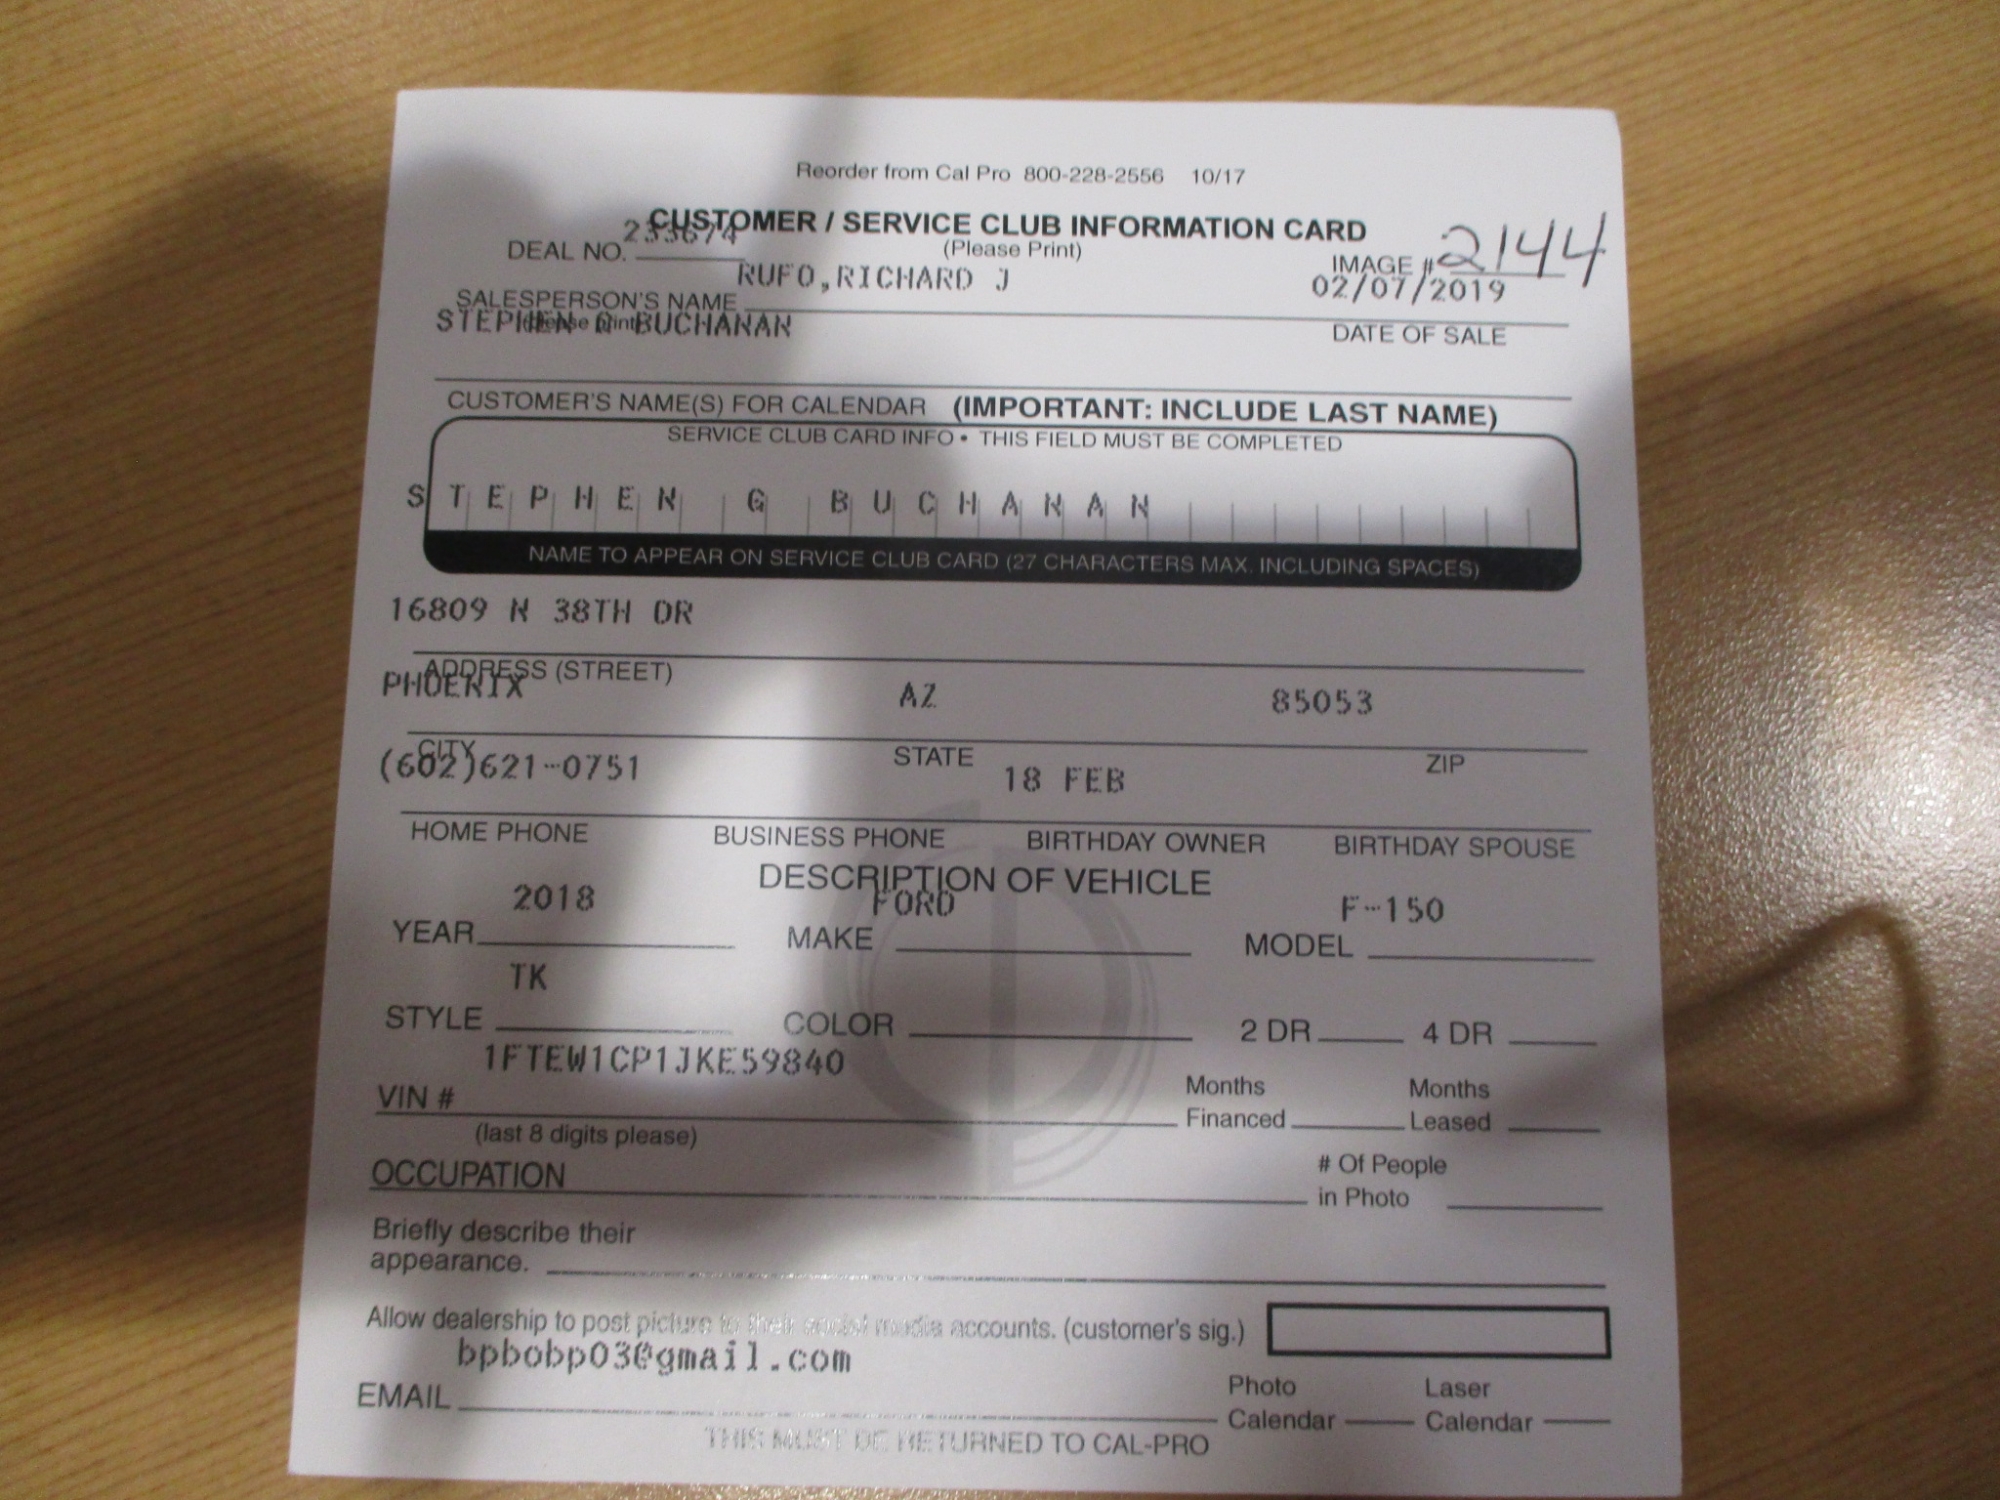 Reorder from Cal Pro 800-228-2556 10/17
CUSTOMER / SERVICE CLUB INFORMATION CARD
(Please Print)
DEAL NO. 233674
IMAGE # 2144
RUFO,RICHARD J 02/07/2019
SALESPERSON'S NAME DATE OF SALE
(please print)
STEPHEN G BUCHANAN
CUSTOMER'S NAME(S) FOR CALENDAR (IMPORTANT: INCLUDE LAST NAME)
SERVICE CLUB CARD INFO • THIS FIELD MUST BE COMPLETED
STEPHEN G BUCHANAN
NAME TO APPEAR ON SERVICE CLUB CARD (27 CHARACTERS MAX. INCLUDING SPACES)
16809 N 38TH DR
ADDRESS (STREET)
PHOENIX AZ 85053
CITY STATE ZIP
(602)621-0751 18 FEB
HOME PHONE BUSINESS PHONE BIRTHDAY OWNER BIRTHDAY SPOUSE
DESCRIPTION OF VEHICLE
YEAR 2018 MAKE FORD MODEL F-150
STYLE TK COLOR 2 DR 4 DR
VIN # 1FTEW1CP1JKE59840
(last 8 digits please)
Months Financed Months Leased
OCCUPATION # Of People in Photo
Briefly describe their
appearance.
Allow dealership to post picture to their social media accounts. (customer's sig.)
EMAIL bpbobp03@gmail.com
Photo Calendar Laser Calendar
THIS MUST BE RETURNED TO CAL-PRO